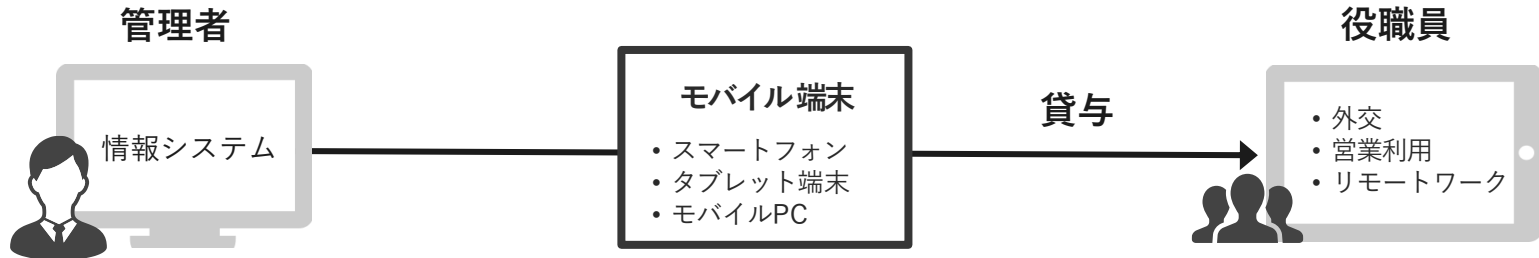 管理者
情報システム
モバイル端末
• スマートフォン
• タブレット端末
• モバイルPC
貸与
役職員
• 外交
• 営業利用
• リモートワーク